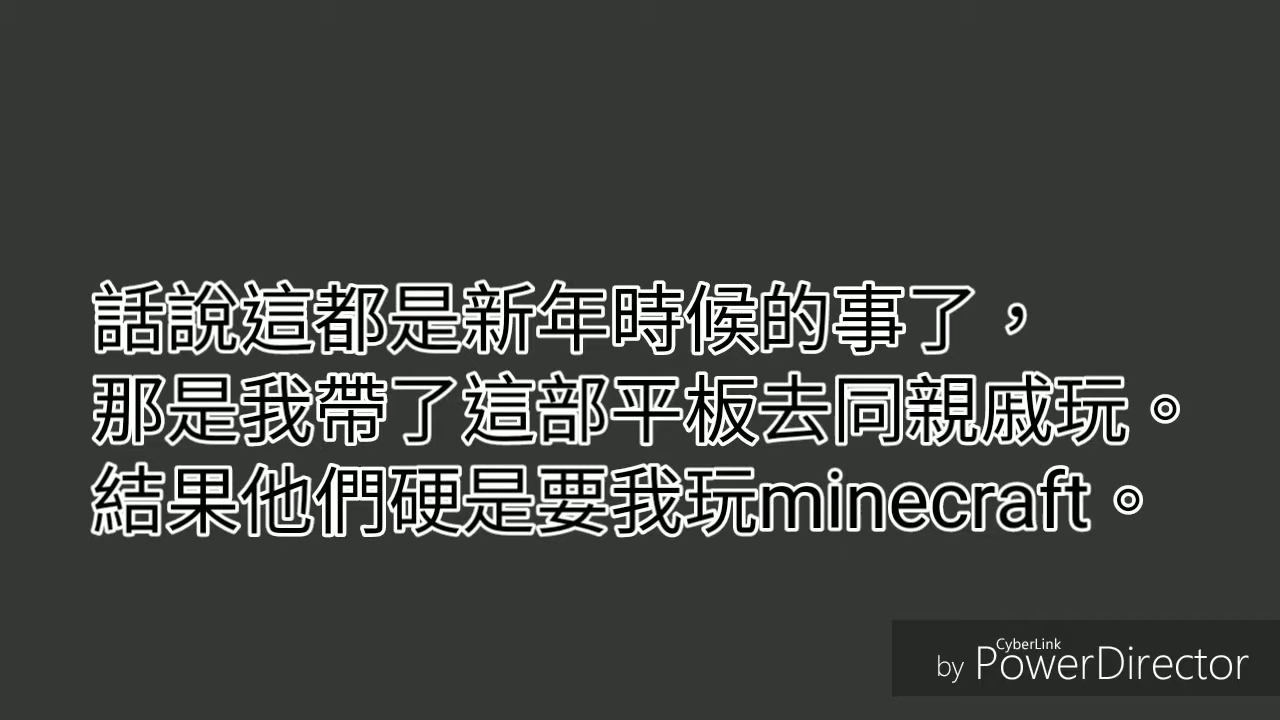 話說這都是新年時候的事了，
那是我帶了這部平板去同親戚玩。
結果他們硬是要我玩minecraft。
CyberLink
by PowerDirector